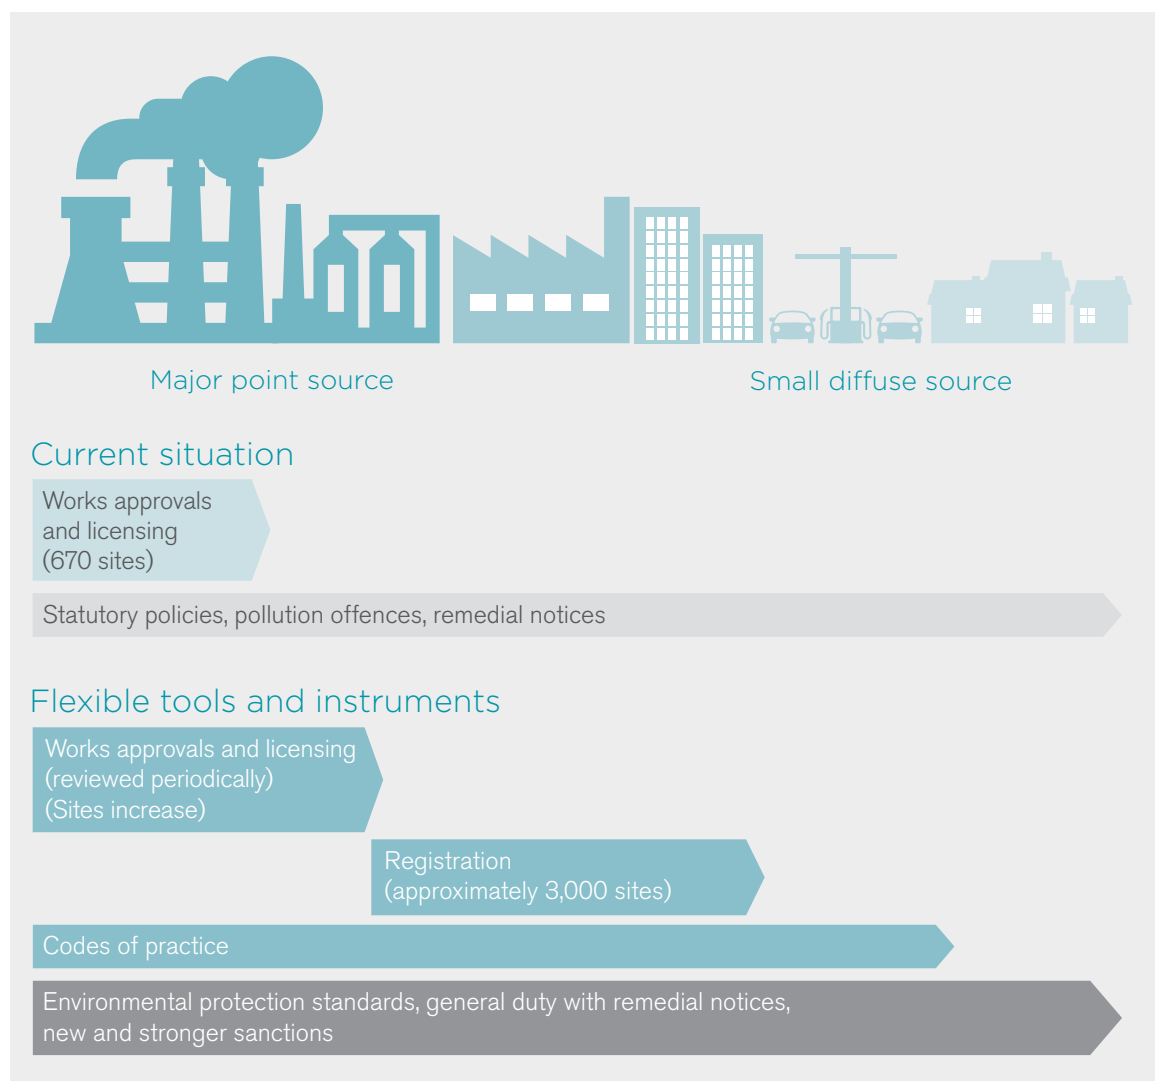 Major point source
Small diffuse source
Current situation
Works approvals
and licensing
(670 sites)
Statutory policies, pollution offences, remedial notices
Flexible tools and instruments
Works approvals and licensing
(reviewed periodically)
(Sites increase)
Registration
(approximately 3,000 sites)
Codes of practice
Environmental protection standards, general duty with remedial notices,
new and stronger sanctions